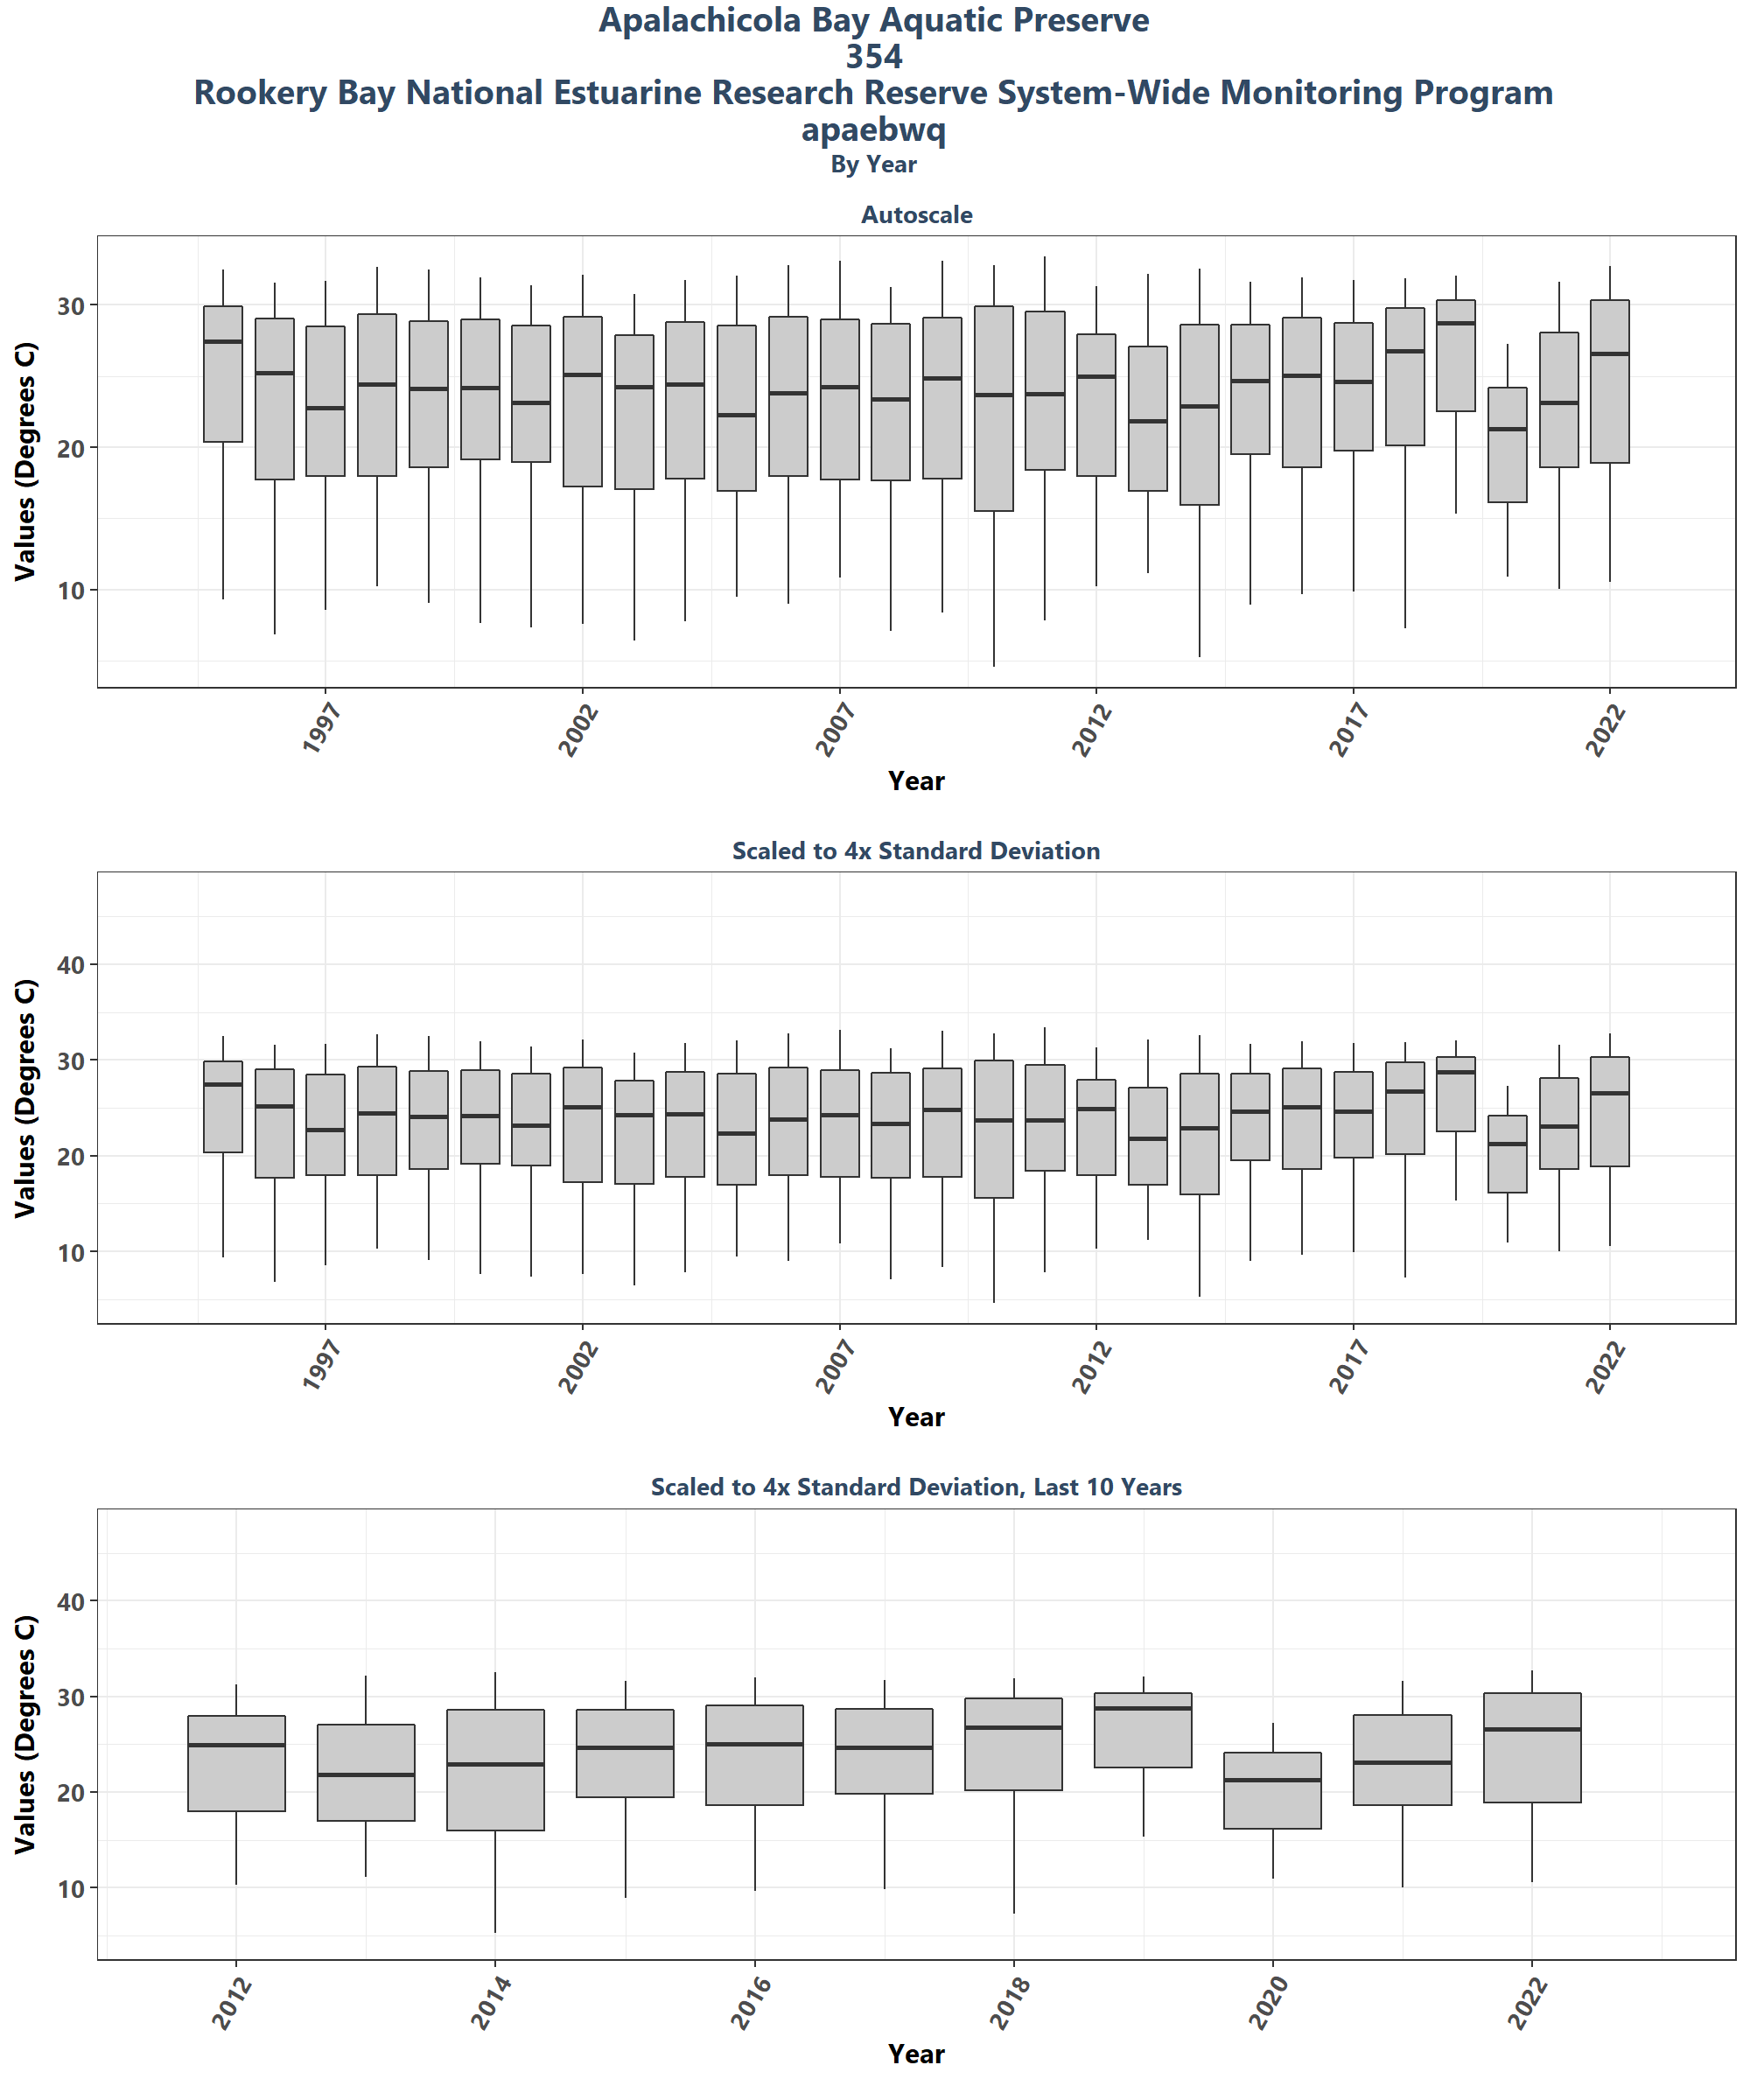 Apalachicola Bay Aquatic Preserve
354
Rookery Bay National Estuarine Research Reserve System-Wide Monitoring Program
apaebwq
By Year
Autoscale
Values (Degrees C)
30
20
10
1997
2002
2007
2012
2017
2022
Year
Scaled to 4x Standard Deviation
Values (Degrees C)
40
30
20
10
1997
2002
2007
2012
2017
2022
Year
Scaled to 4x Standard Deviation, Last 10 Years
Values (Degrees C)
40
30
20
10
2012
2014
2016
2018
2020
2022
Year